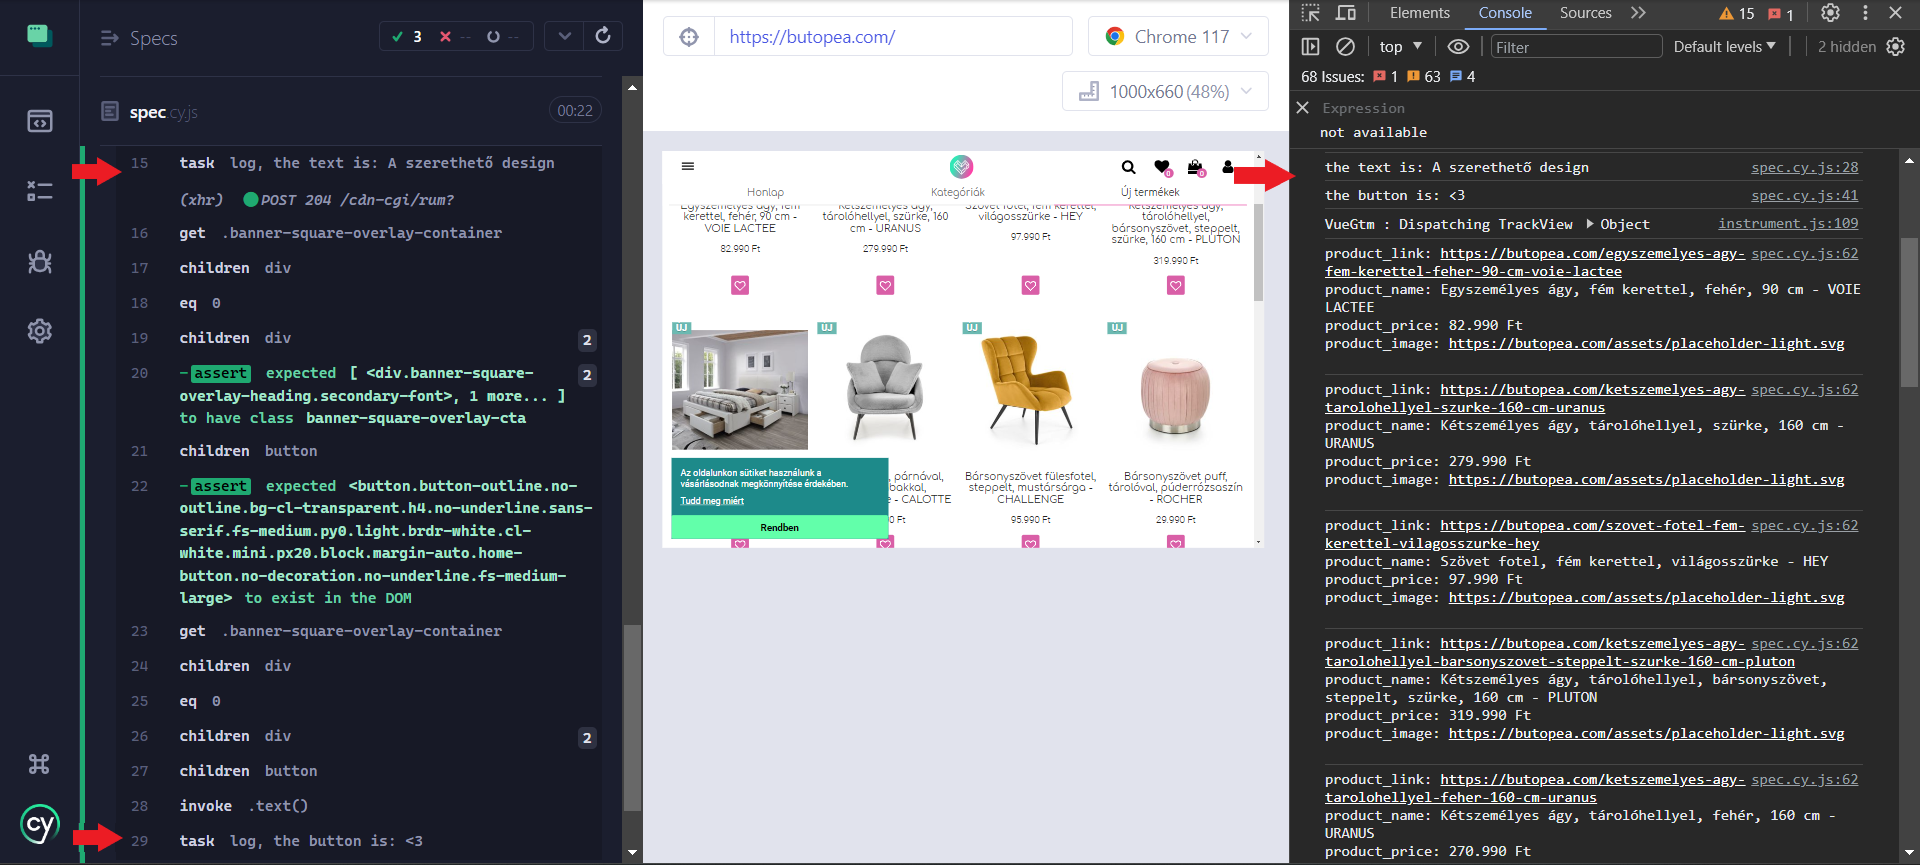 Specs
3
--
--
spec.cy.js
00:22
15 task log, the text is: A szerethető design
(xhr) POST 204 /cdn-cgi/rum?
16 get .banner-square-overlay-container
17 children div
18 eq 0
19 children div 2
20 -assert expected [ <div.banner-square-
overlay-heading.secondary-font>, 1 more... ]
to have class banner-square-overlay-cta
2
21 children button
22 -assert expected <button.button-outline.no-
outline.bg-cl-transparent.h4.no-underline.sans-
serif.fs-medium.py0.light.brdr-white.cl-
white.mini.px20.block.margin-auto.home-
button.no-decoration.no-underline.fs-medium-
large> to exist in the DOM
23 get .banner-square-overlay-container
24 children div
25 eq 0
26 children div 2
27 children button
28 invoke .text()
29 task log, the button is: <3
cy
https://butopea.com/
Chrome 117
1000x660 (48%)
0
0
Honlap
Kategóriák
Új termékek
Egyszemélyes ágy, fém
kerettel, fehér, 90 cm -
VOIE LACTEE
82.990 Ft
Kétszemélyes ágy,
tárolóhellyel, szürke, 160
cm - URANUS
279.990 Ft
Szövet fotel, fém kerettel,
világosszürke - HEY
97.990 Ft
Kétszemélyes ágy,
tárolóhellyel,
bársonyszövet, steppelt,
szürke, 160 cm - PLUTON
319.990 Ft
ÚJ
ÚJ
ÚJ
ÚJ
Az oldalunkon sütiket használunk a
vásárlásodnak megkönnyítése érdekében.
Tudd meg miért
Rendben
, párnával,
bakkal,
- CALOTTE
0 Ft
Bársonyszövet fülesfotel,
steppelt, mustársárga -
CHALLENGE
95.990 Ft
Bársonyszövet puff,
tárolóval, púderrózsaszín
- ROCHER
29.990 Ft
Elements
Console
Sources
15
1
top
Filter
Default levels
2 hidden
68 Issues: 1 63 4
Expression
not available
the text is: A szerethető design spec.cy.js:28
the button is: <3 spec.cy.js:41
VueGtm : Dispatching TrackView Object instrument.js:109
product_link: https://butopea.com/egyszemelyes-agy- spec.cy.js:62
fem-kerettel-feher-90-cm-voie-lactee
product_name: Egyszemélyes ágy, fém kerettel, fehér, 90 cm - VOIE
LACTEE
product_price: 82.990 Ft
product_image: https://butopea.com/assets/placeholder-light.svg
product_link: https://butopea.com/ketszemelyes-agy- spec.cy.js:62
tarolohellyel-szurke-160-cm-uranus
product_name: Kétszemélyes ágy, tárolóhellyel, szürke, 160 cm -
URANUS
product_price: 279.990 Ft
product_image: https://butopea.com/assets/placeholder-light.svg
product_link: https://butopea.com/szovet-fotel-fem- spec.cy.js:62
kerettel-vilagosszurke-hey
product_name: Szövet fotel, fém kerettel, világosszürke - HEY
product_price: 97.990 Ft
product_image: https://butopea.com/assets/placeholder-light.svg
product_link: https://butopea.com/ketszemelyes-agy- spec.cy.js:62
tarolohellyel-barsonyszovet-steppelt-szurke-160-cm-pluton
product_name: Kétszemélyes ágy, tárolóhellyel, bársonyszövet,
steppelt, szürke, 160 cm - PLUTON
product_price: 319.990 Ft
product_image: https://butopea.com/assets/placeholder-light.svg
product_link: https://butopea.com/ketszemelyes-agy- spec.cy.js:62
tarolohellyel-feher-160-cm-uranus
product_name: Kétszemélyes ágy, tárolóhellyel, fehér, 160 cm -
URANUS
product_price: 270.990 Ft